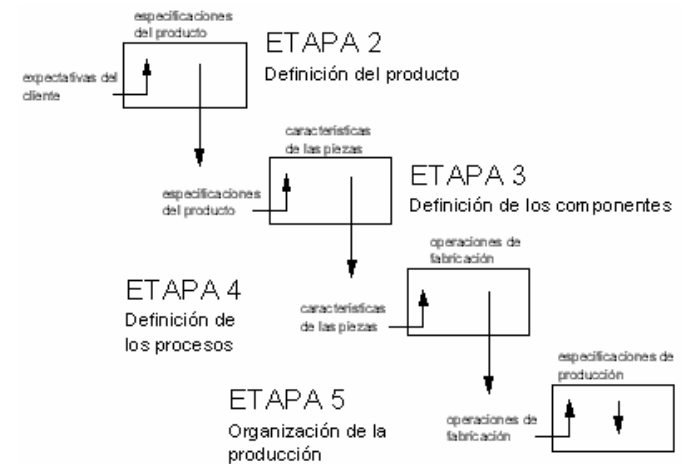 especificaciones
del producto
ETAPA 2
Definición del producto
expectativas del
cliente
características
de las piezas
ETAPA 3
Definición de los componentes
especificaciones
del producto
operaciones de
fabricación
ETAPA 4
Definición de
los procesos
características
de las piezas
especificaciones de
producción
ETAPA 5
Organización de la
producción
operaciones de
fabricación